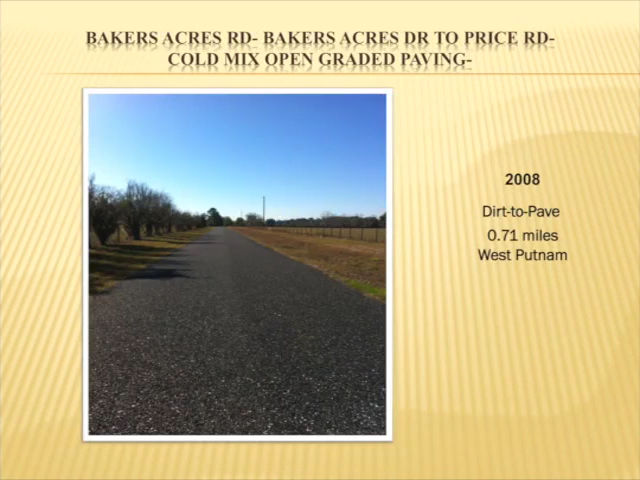 BAKERS ACRES RD- BAKERS ACRES DR TO PRICE RD-
COLD MIX OPEN GRADED PAVING-
2008
Dirt-to-Pave
0.71 miles
West Putnam